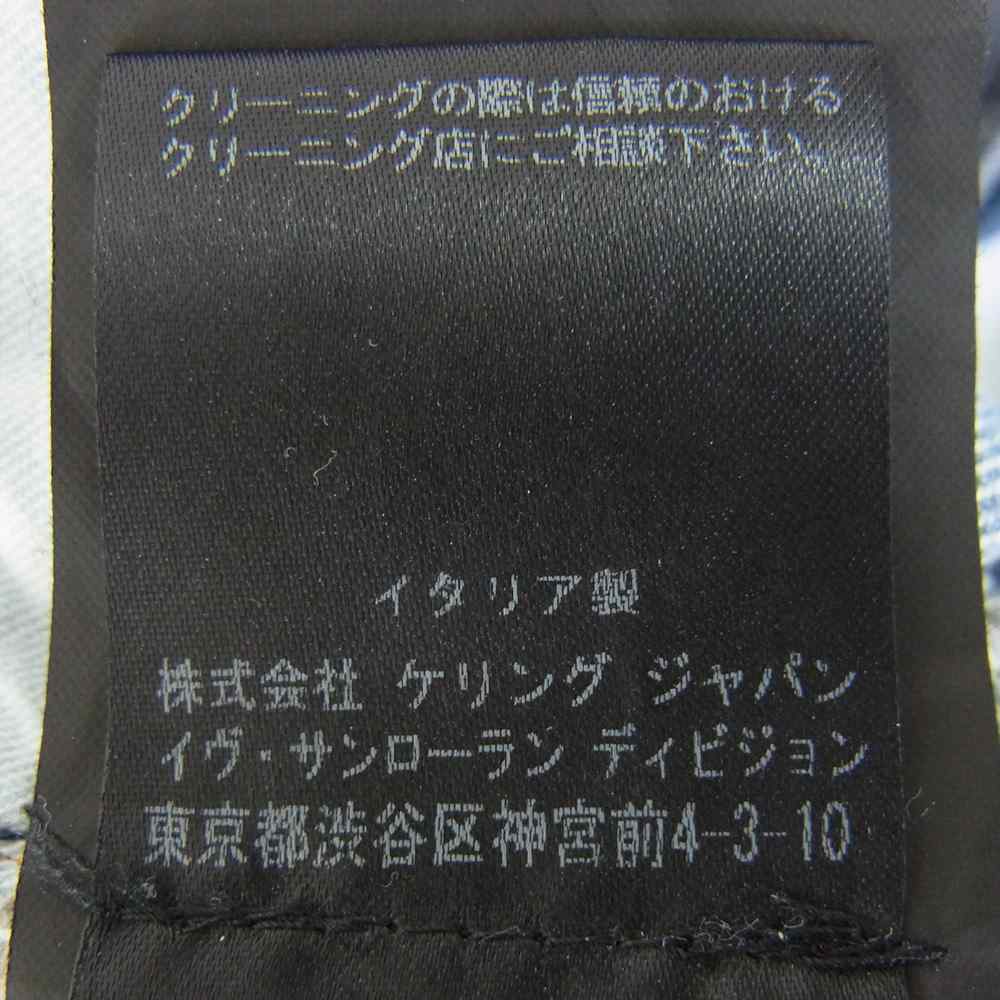 クリーニングの際は信頼のおける
クリーニング店にご相談下さい。
イタリア製
株式会社 ケリング ジャパン
イヴ・サンローラン ディビジョン
東京都渋谷区神宮前4-3-10